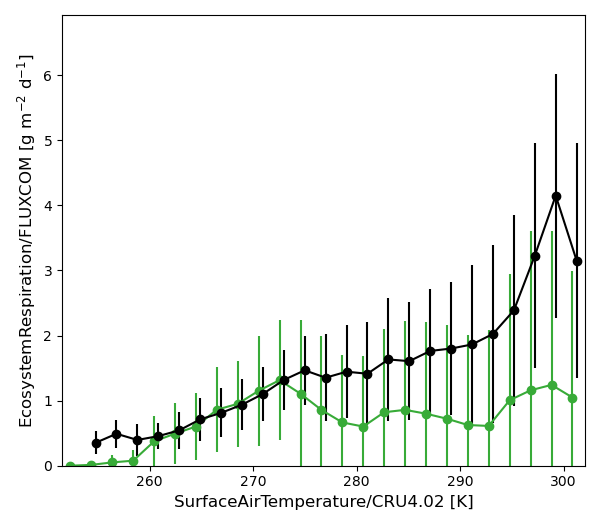 6
5
4
3
2
1
0
260 270 280 290 300
SurfaceAirTemperature/CRU4.02 [K]
EcosystemRespiration/FLUXCOM [g m⁻² d⁻¹]